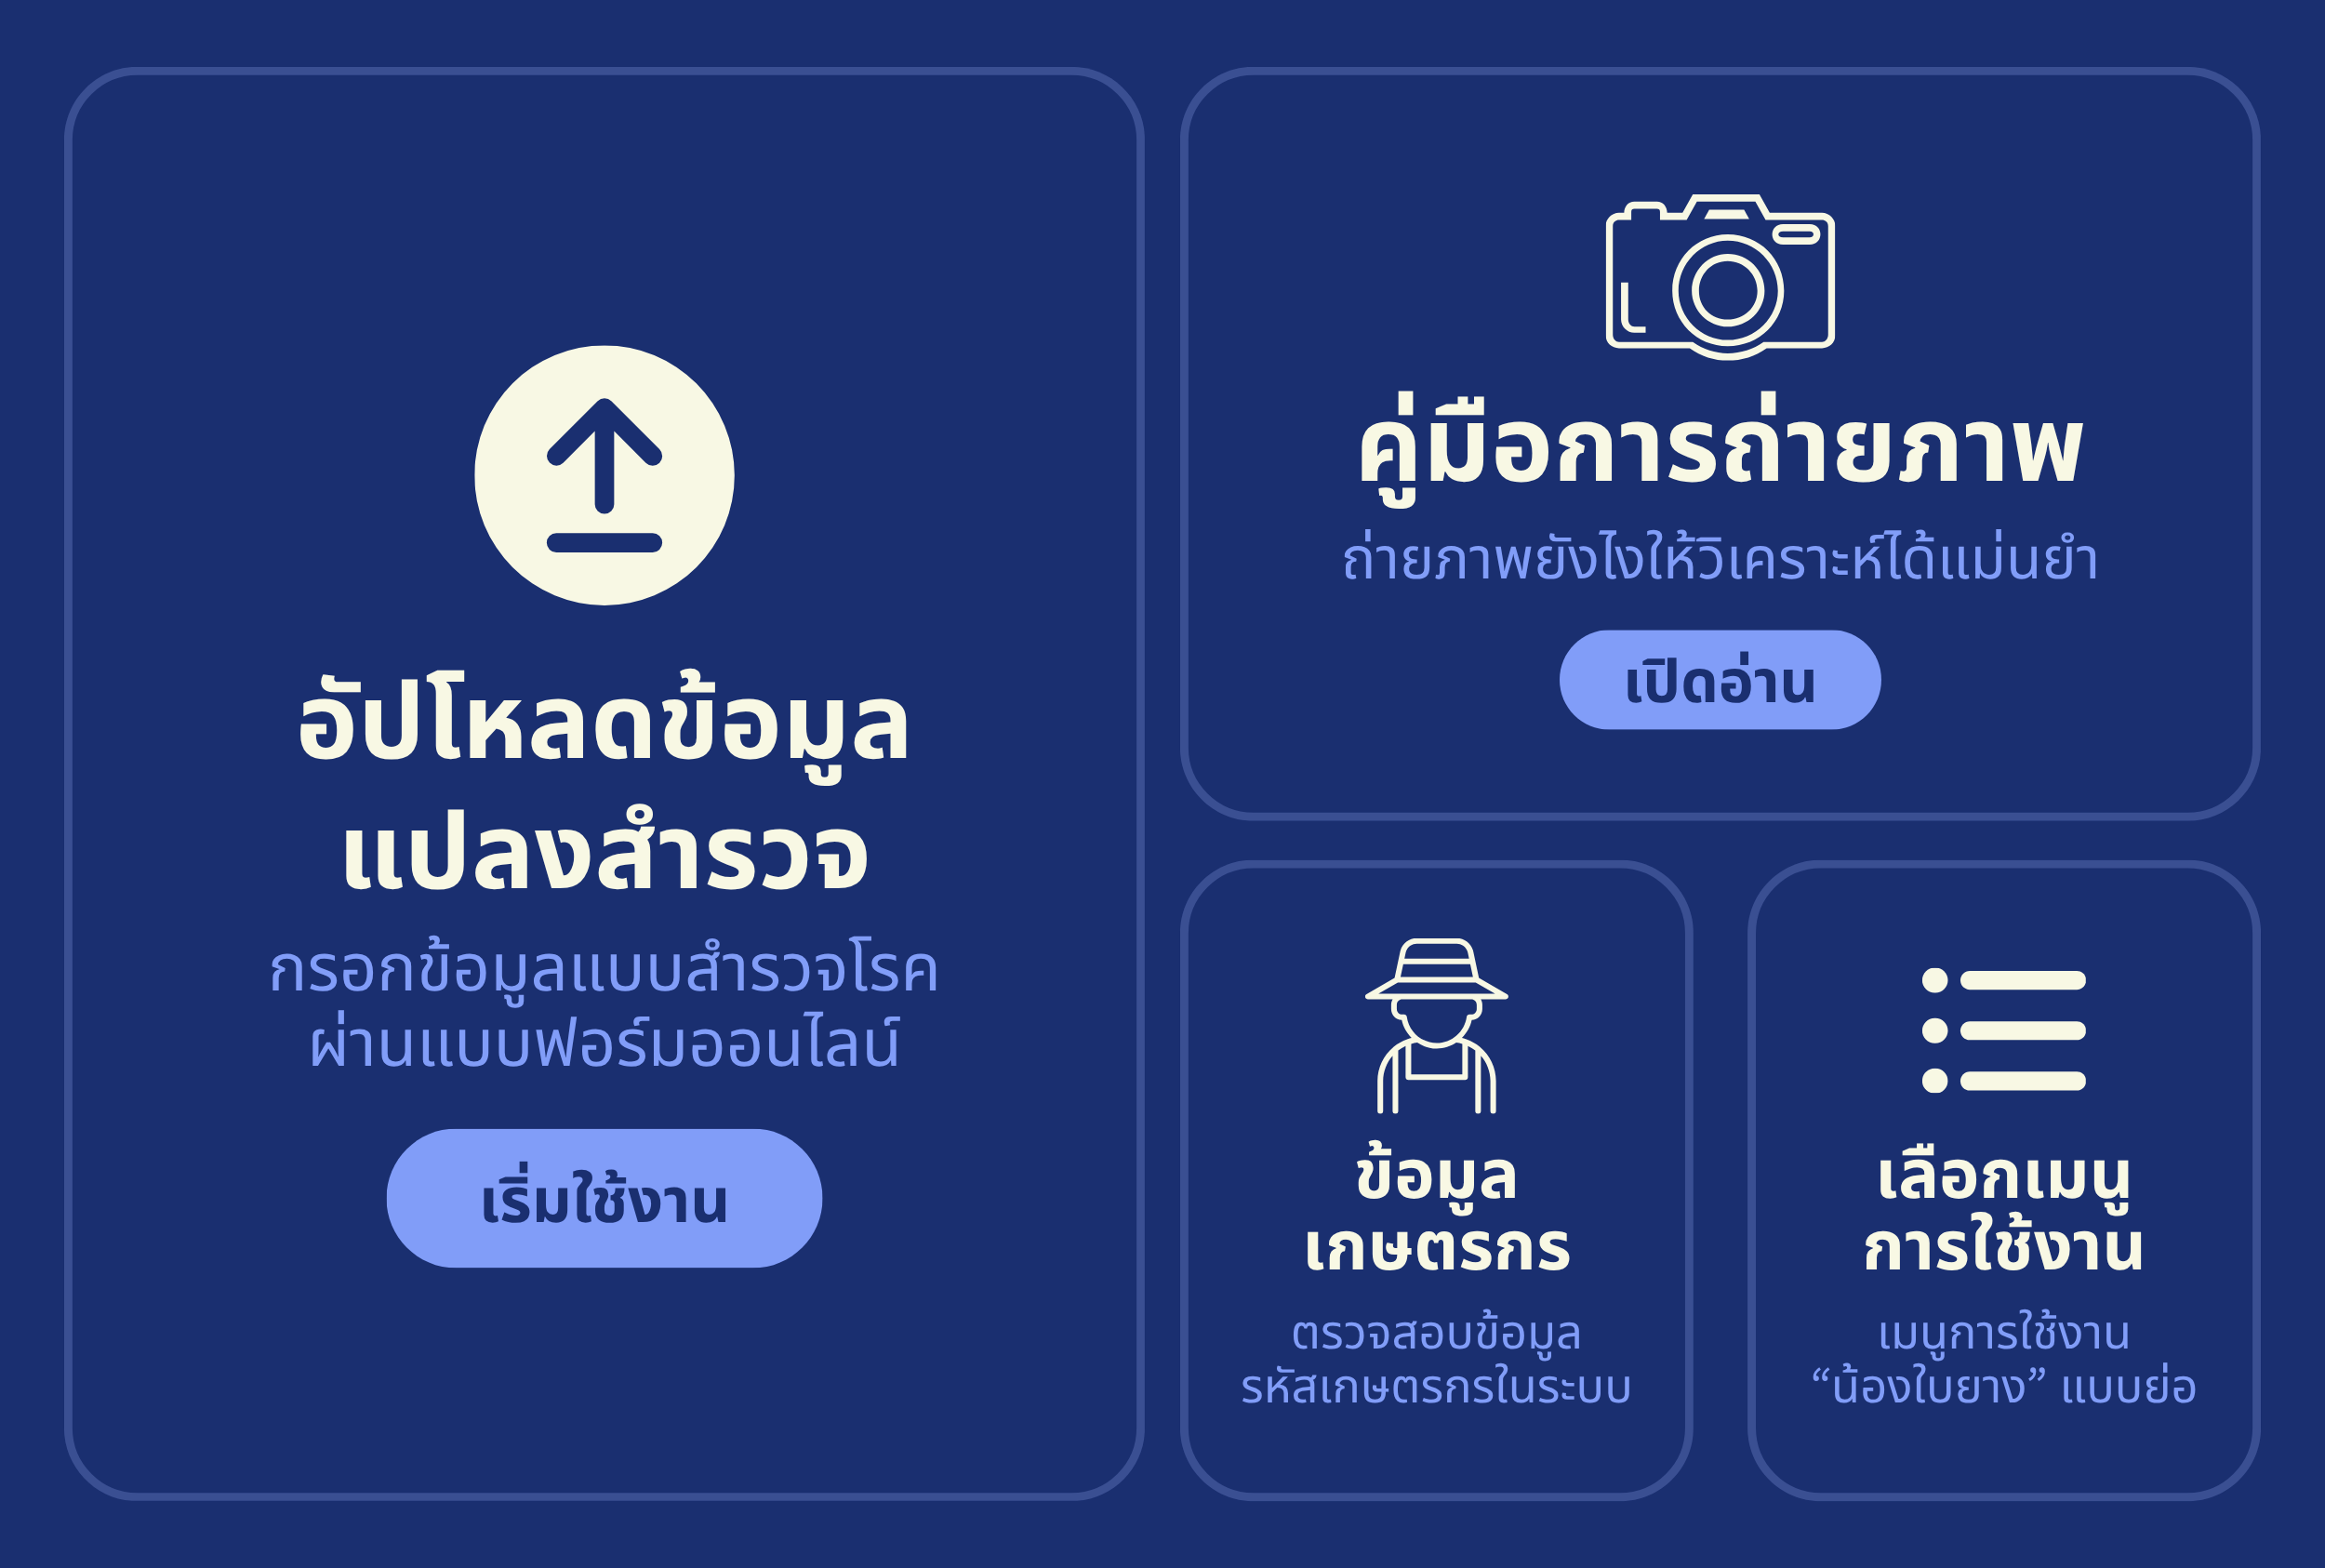 อัปโหลดข้อมูล
แปลงสำรวจ
กรอกข้อมูลแบบสำรวจโรค
ผ่านแบบฟอร์มออนไลน์
เริ่มใช้งาน
คู่มือการถ่ายภาพ
ถ่ายภาพยังไงให้วิเคราะห์ได้แม่นยำ
เปิดอ่าน
ข้อมูล
เกษตรกร
ตรวจสอบข้อมูล
รหัสเกษตรกรในระบบ
เลือกเมนู
การใช้งาน
เมนูการใช้งาน
“น้องใบยาง” แบบย่อ